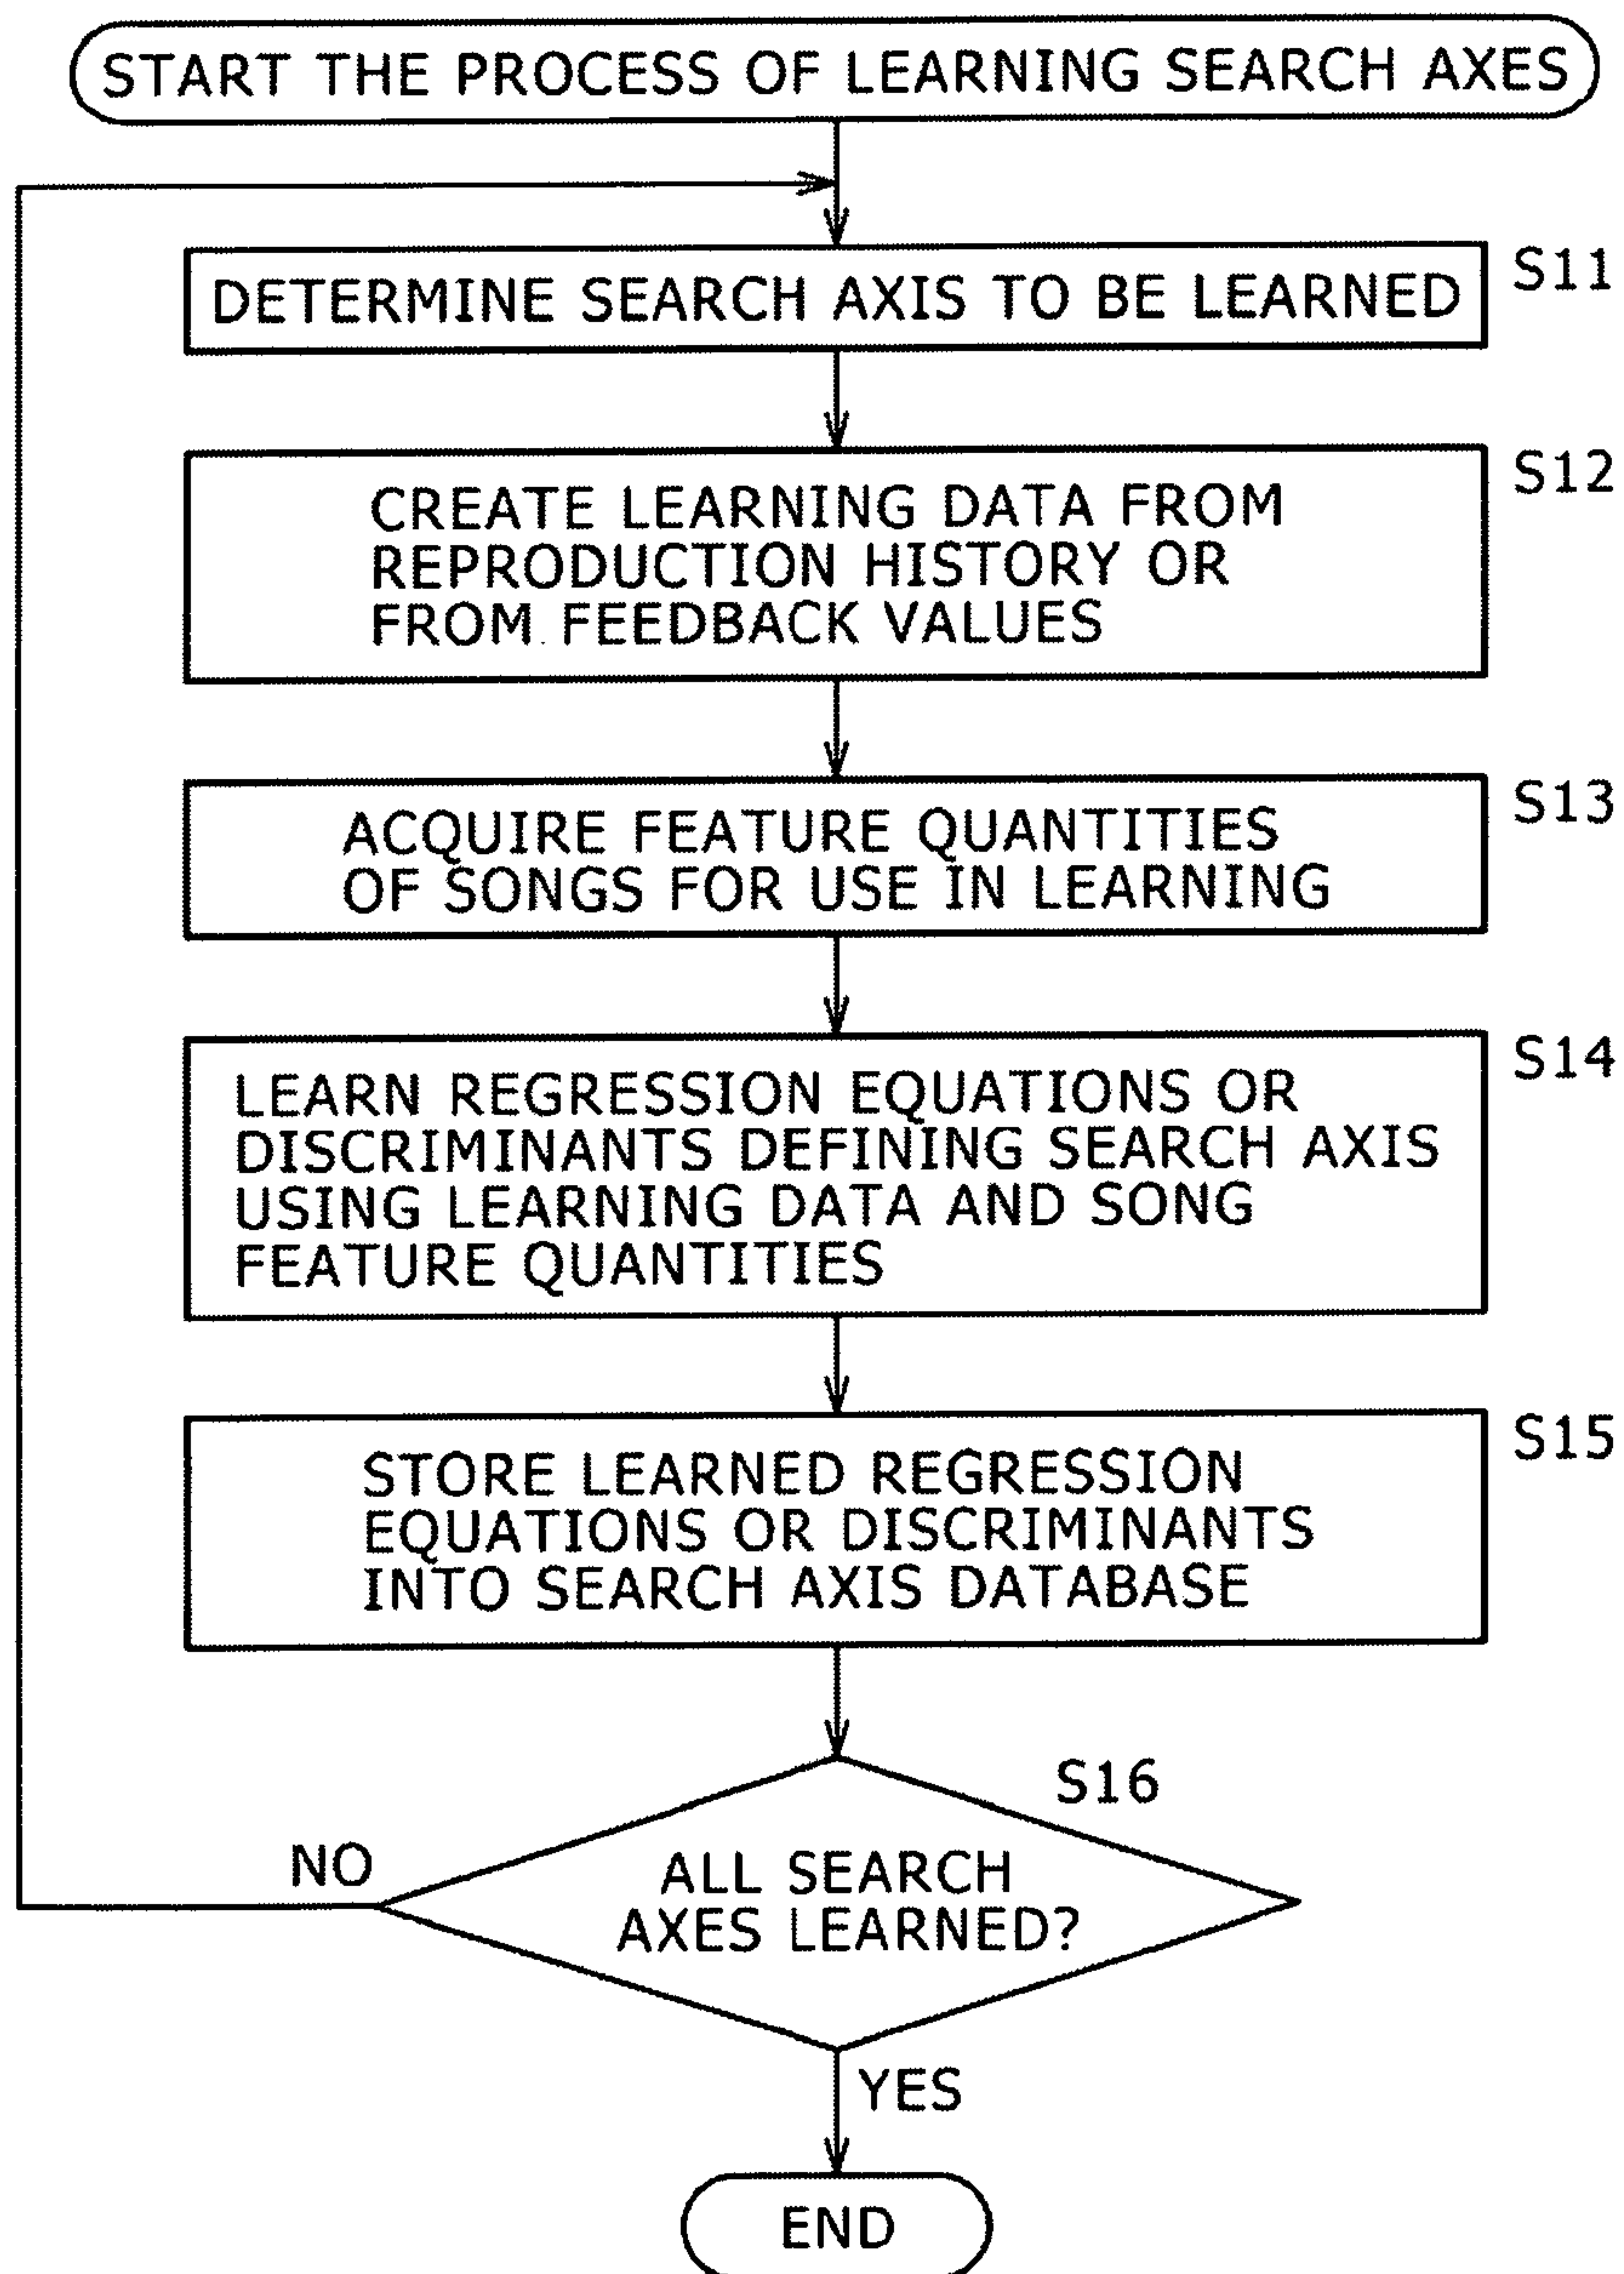 START THE PROCESS OF LEARNING SEARCH AXES
DETERMINE SEARCH AXIS TO BE LEARNED
S11
CREATE LEARNING DATA FROM
REPRODUCTION HISTORY OR
FROM FEEDBACK VALUES
S12
ACQUIRE FEATURE QUANTITIES
OF SONGS FOR USE IN LEARNING
S13
LEARN REGRESSION EQUATIONS OR
DISCRIMINANTS DEFINING SEARCH AXIS
USING LEARNING DATA AND SONG
FEATURE QUANTITIES
S14
STORE LEARNED REGRESSION
EQUATIONS OR DISCRIMINANTS
INTO SEARCH AXIS DATABASE
S15
S16
NO
ALL SEARCH
AXES LEARNED?
YES
END